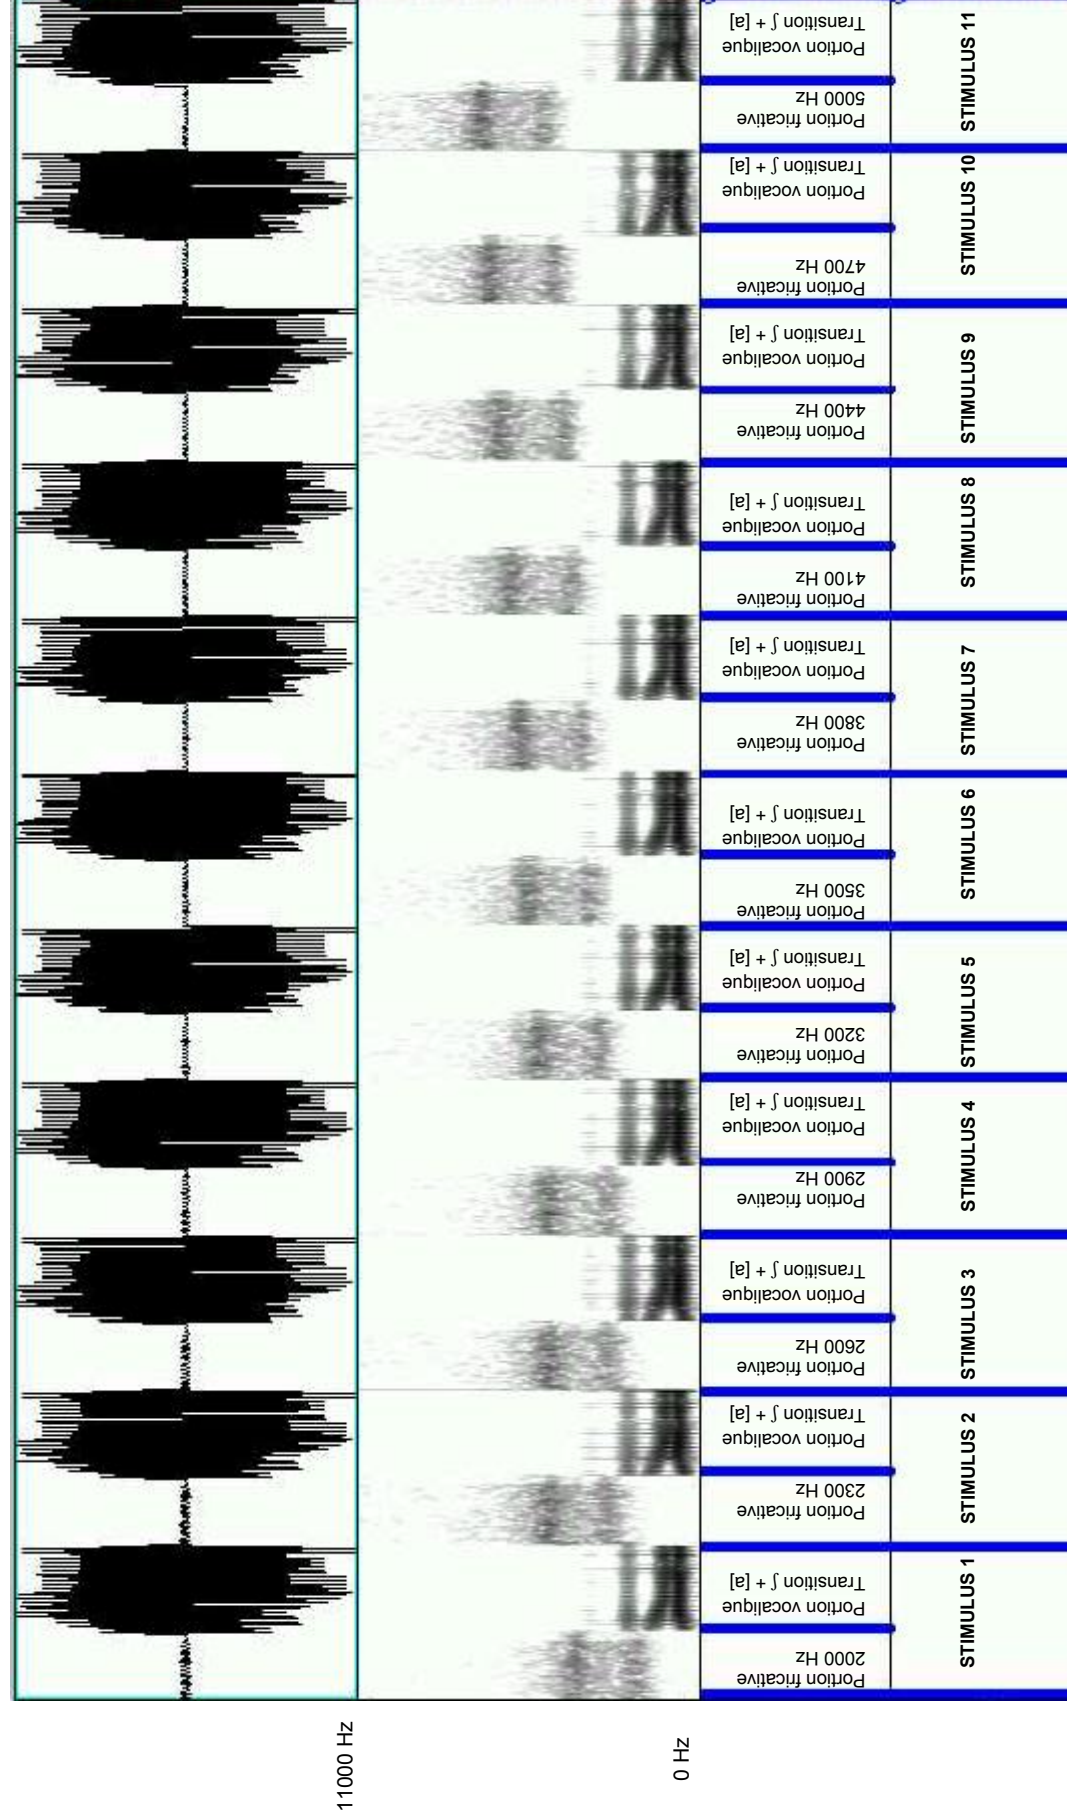 11000 Hz
0 Hz
Portion fricative
2000 Hz
Portion vocalique
Transition ∫ + [a]
Portion fricative
2300 Hz
Portion vocalique
Transition ∫ + [a]
Portion fricative
2600 Hz
Portion vocalique
Transition ∫ + [a]
Portion fricative
2900 Hz
Portion vocalique
Transition ∫ + [a]
Portion fricative
3200 Hz
Portion vocalique
Transition ∫ + [a]
Portion fricative
3500 Hz
Portion vocalique
Transition ∫ + [a]
Portion fricative
3800 Hz
Portion vocalique
Transition ∫ + [a]
Portion fricative
4100 Hz
Portion vocalique
Transition ∫ + [a]
Portion fricative
4400 Hz
Portion vocalique
Transition ∫ + [a]
Portion fricative
4700 Hz
Portion vocalique
Transition ∫ + [a]
Portion fricative
5000 Hz
Portion vocalique
Transition ∫ + [a]
STIMULUS 1
STIMULUS 2
STIMULUS 3
STIMULUS 4
STIMULUS 5
STIMULUS 6
STIMULUS 7
STIMULUS 8
STIMULUS 9
STIMULUS 10
STIMULUS 11